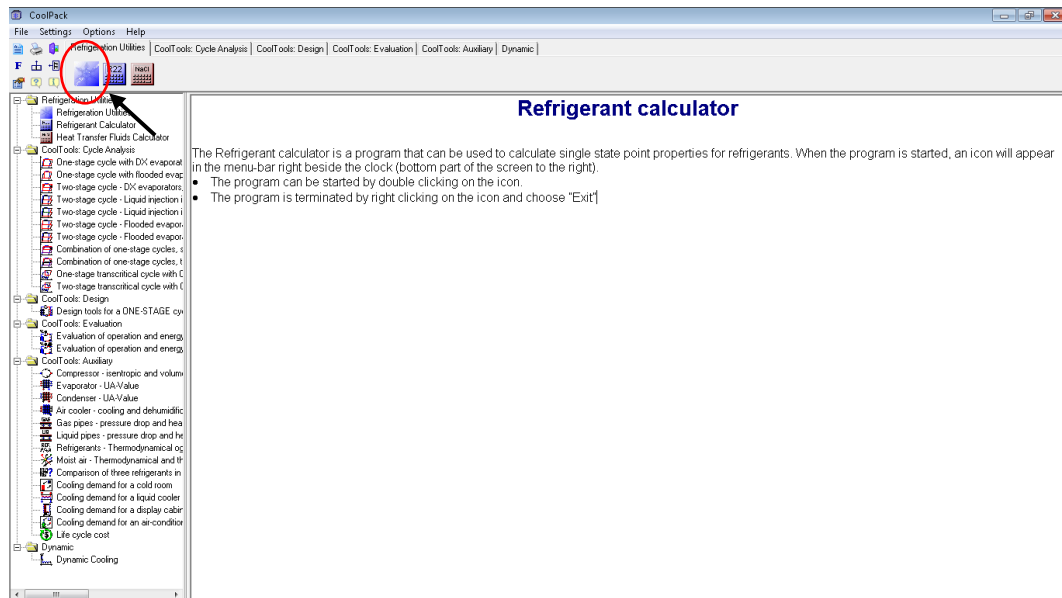 CoolPack
File Settings Options Help
Refrigeration Utilities CoolTools: Cycle Analysis CoolTools: Design CoolTools: Evaluation CoolTools: Auxiliary Dynamic
F
R22 NaCl
Refrigeration Utilities
Refrigeration Utilities
Refrigerant Calculator
Heat Transfer Fluids Calculator
CoolTools: Cycle Analysis
One-stage cycle with DX evaporat
One-stage cycle with flooded evap
Two-stage cycle - DX evaporators,
Two-stage cycle - Liquid injection i
Two-stage cycle - Liquid injection i
Two-stage cycle - Flooded evapor
Two-stage cycle - Flooded evapor
Combination of one-stage cycles, s
Combination of one-stage cycles, t
One-stage transcritical cycle with C
Two-stage transcritical cycle with C
CoolTools: Design
Design tools for a ONE-STAGE cy
CoolTools: Evaluation
Evaluation of operation and energy
Evaluation of operation and energy
CoolTools: Auxiliary
Compressor - isentropic and volum
Evaporator - UA-Value
Condenser - UA-Value
Air cooler - cooling and dehumidific
Gas pipes - pressure drop and hea
Liquid pipes - pressure drop and he
Refrigerants - Thermodynamical og
Moist air - Thermodynamical and th
Comparison of three refrigerants in
Cooling demand for a cold room
Cooling demand for a liquid cooler
Cooling demand for a display cabin
Cooling demand for an air-condition
Life cycle cost
Dynamic
Dynamic Cooling
Refrigerant calculator
The Refrigerant calculator is a program that can be used to calculate single state point properties for refrigerants. When the program is started, an icon will appear
in the menu-bar right beside the clock (bottom part of the screen to the right).
• The program can be started by double clicking on the icon.
• The program is terminated by right clicking on the icon and choose "Exit"